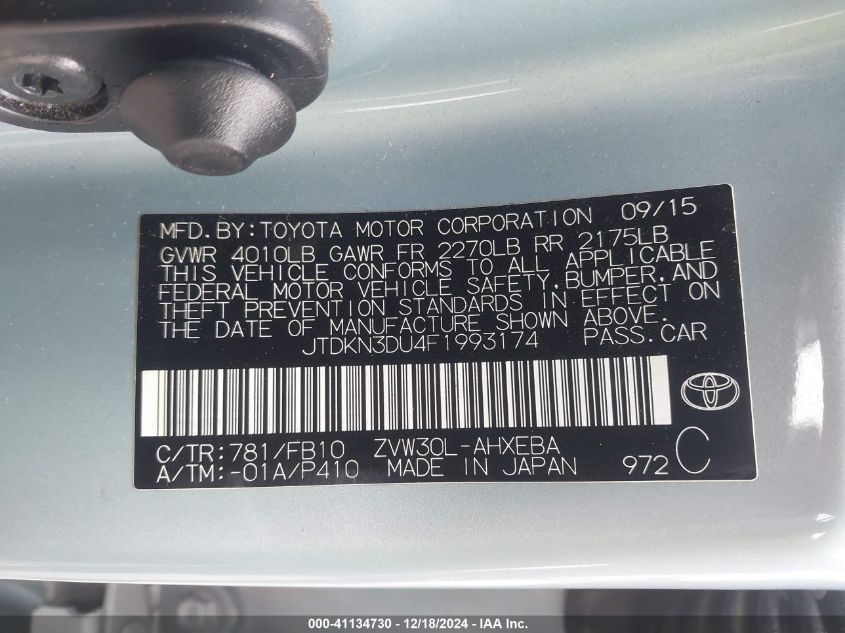 MFD. BY: TOYOTA MOTOR CORPORATION 09/15
GVWR 4010LB GAWR FR 2270LB RR 2175LB
THIS VEHICLE CONFORMS TO ALL APPLICABLE
FEDERAL MOTOR VEHICLE SAFETY, BUMPER, AND
THEFT PREVENTION STANDARDS IN EFFECT ON
THE DATE OF MANUFACTURE SHOWN ABOVE.
JTDKN3DU4F1993174 PASS. CAR
C/TR: 781/FB10 ZVW30L-AHXEBA
A/TM: -01A/P410 MADE IN JAPAN 972 C
000-41134730 - 12/18/2024 - IAA Inc.